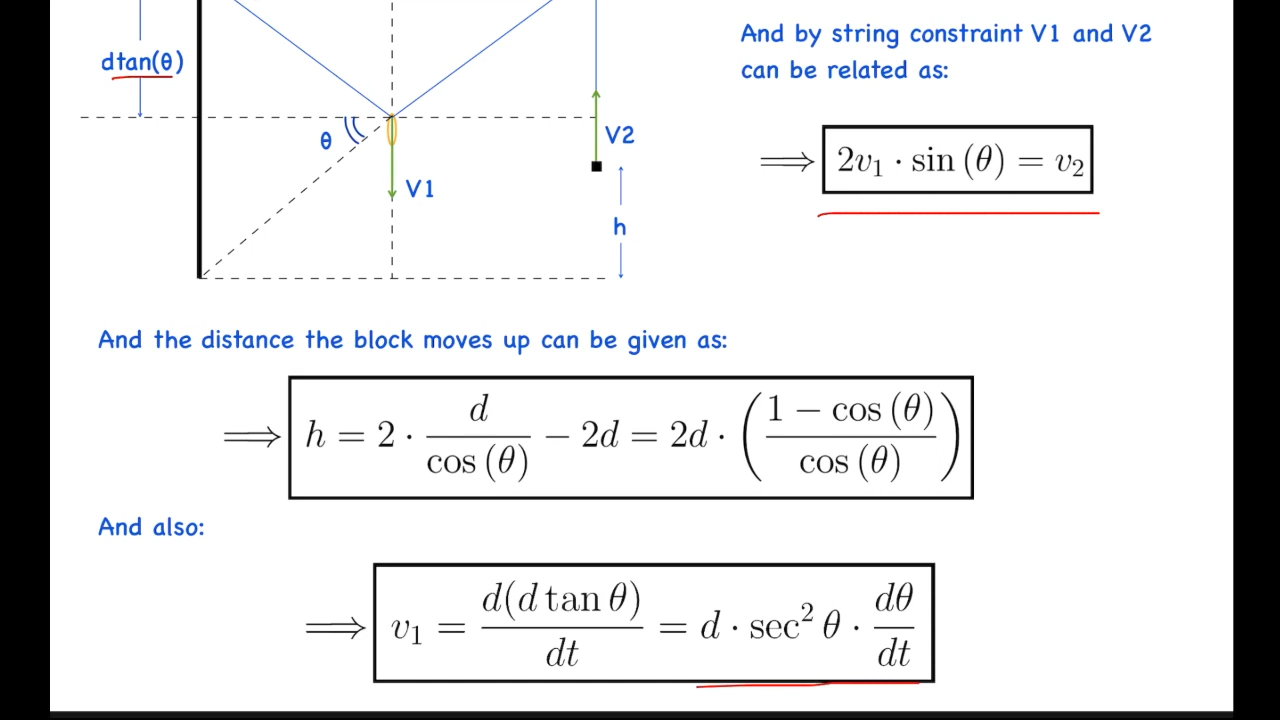 And by string constraint V1 and V2
can be related as:
dtan(θ)
θ
V1
V2
h
⟹ 2v₁ · sin (θ) = v₂
And the distance the block moves up can be given as:
⟹ h = 2 · d/cos (θ) − 2d = 2d · ((1 − cos (θ))/cos (θ))
And also:
⟹ v₁ = d(d tan θ)/dt = d · sec² θ · dθ/dt